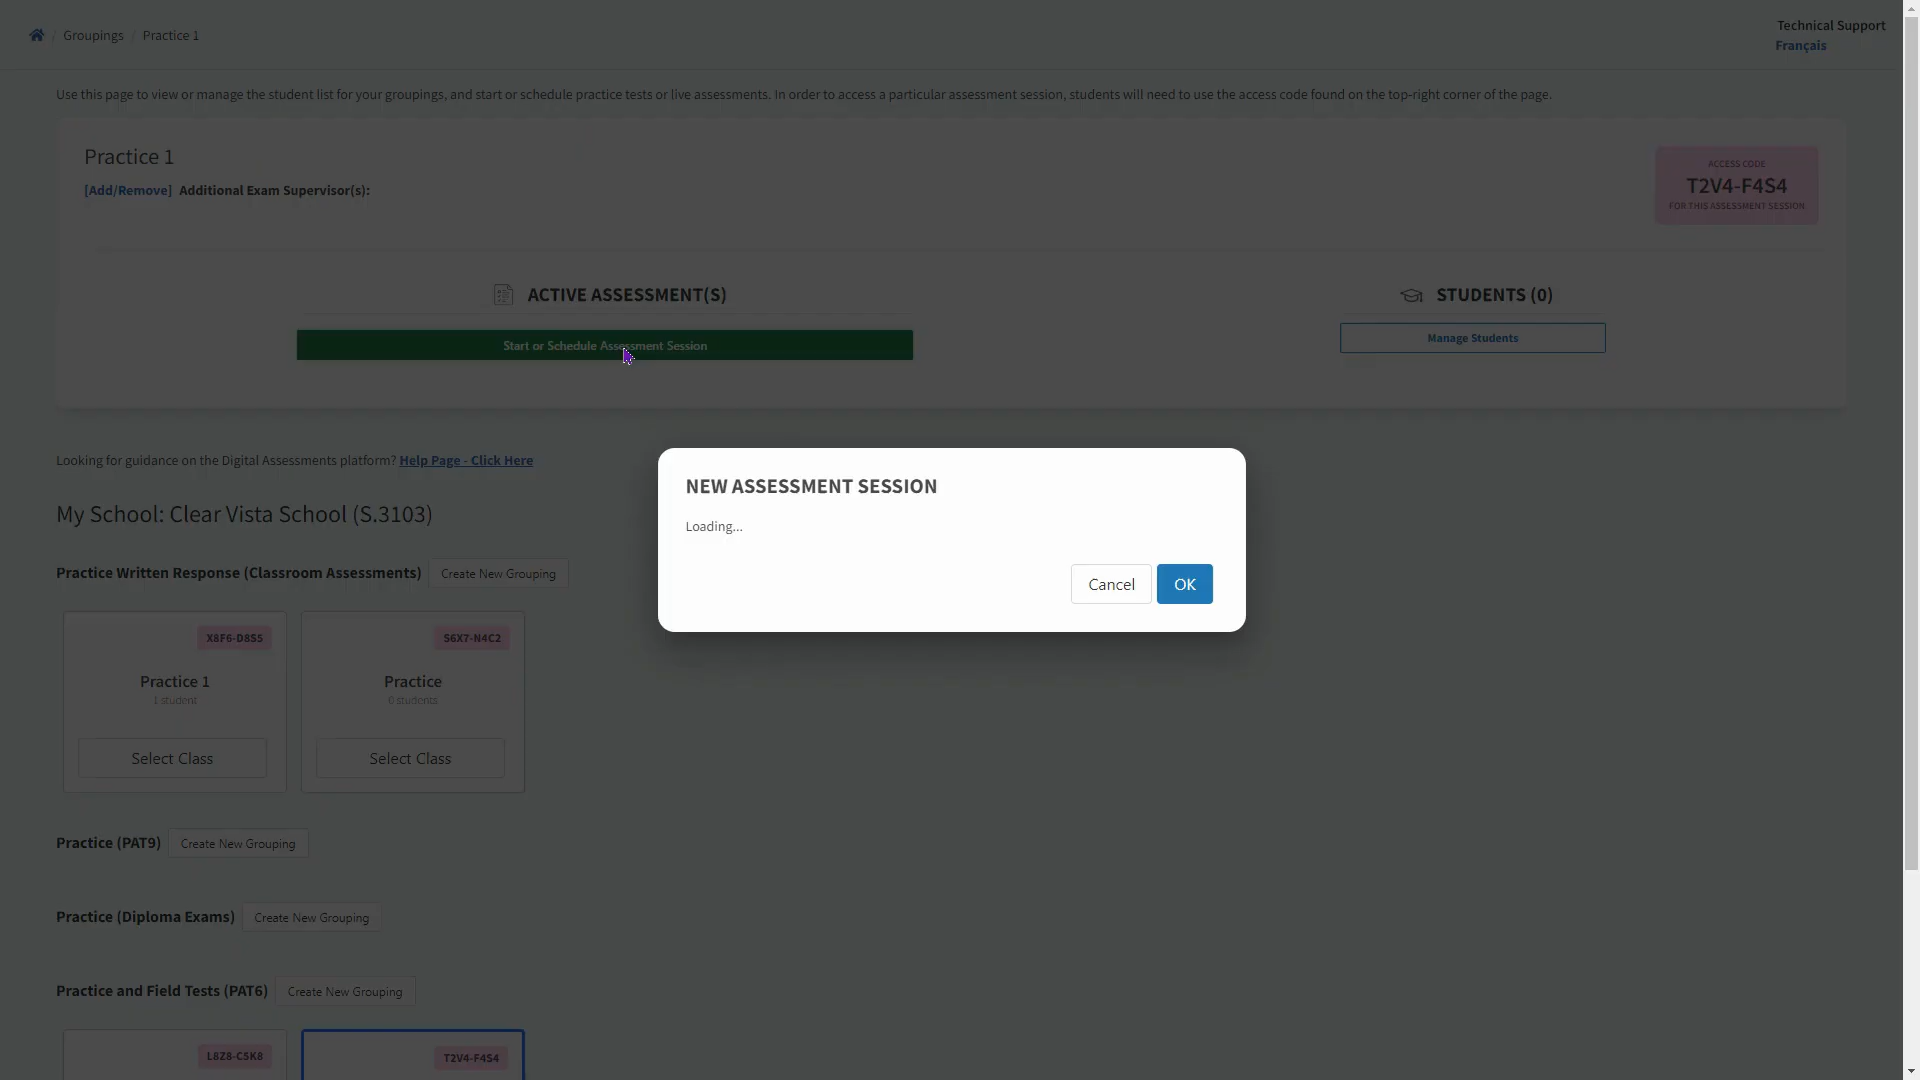 Groupings / Practice 1
Technical Support
Français
Use this page to view or manage the student list for your groupings, and start or schedule practice tests or live assessments. In order to access a particular assessment session, students will need to use the access code found on the top-right corner of the page.
Practice 1
[Add/Remove] Additional Exam Supervisor(s):
ACCESS CODE
T2V4-F4S4
FOR THIS ASSESSMENT SESSION
ACTIVE ASSESSMENT(S)
Start or Schedule Assessment Session
STUDENTS (0)
Manage Students
Looking for guidance on the Digital Assessments platform? Help Page - Click Here
NEW ASSESSMENT SESSION
Loading...
Cancel
OK
My School: Clear Vista School (S.3103)
Practice Written Response (Classroom Assessments)
Create New Grouping
X8F6-D8S5
Practice 1
1 student
Select Class
S6X7-N4C2
Practice
0 students
Select Class
Practice (PAT9)
Create New Grouping
Practice (Diploma Exams)
Create New Grouping
Practice and Field Tests (PAT6)
Create New Grouping
L8Z8-C5K8
T2V4-F4S4